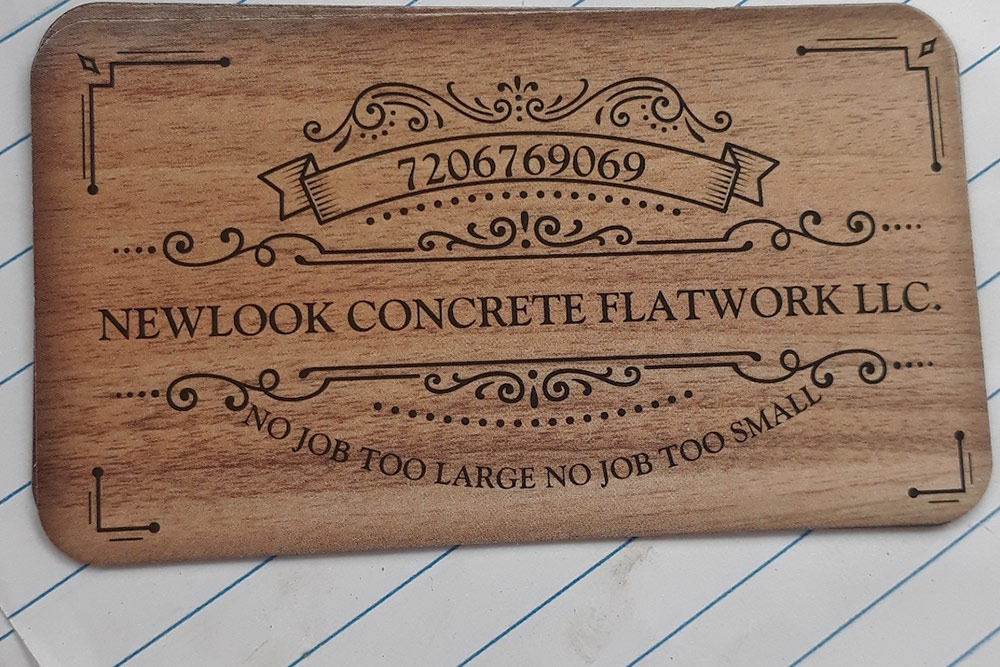 7206769069
NEWLOOK CONCRETE FLATWORK LLC.
NO JOB TOO LARGE NO JOB TOO SMALL